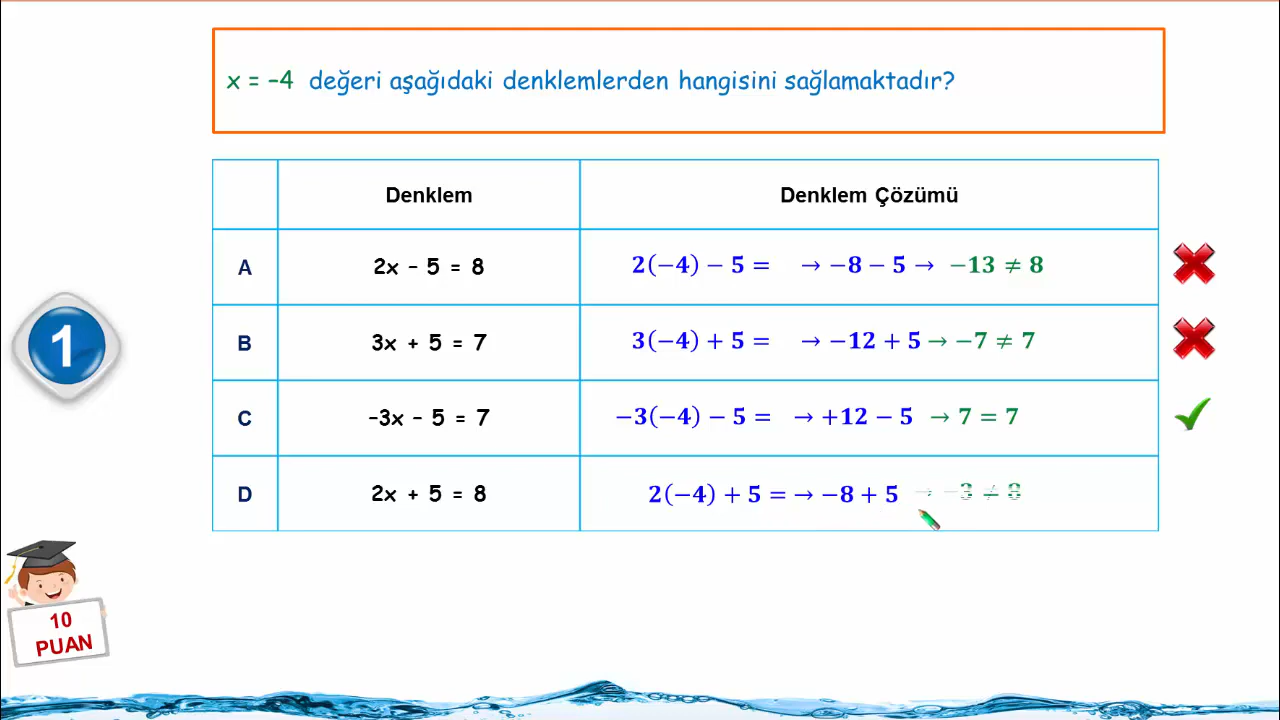 x = –4 değeri aşağıdaki denklemlerden hangisini sağlamaktadır?
Denklem Denklem Çözümü
A 2x – 5 = 8 2(−4) − 5 = → −8 − 5 → −13 ≠ 8
B 3x + 5 = 7 3(−4) + 5 = → −12 + 5 → −7 ≠ 7
C –3x – 5 = 7 −3(−4) − 5 = → +12 − 5 → 7 = 7
D 2x + 5 = 8 2(−4) + 5 = → −8 + 5 → −3 ≠ 8
1
10
PUAN